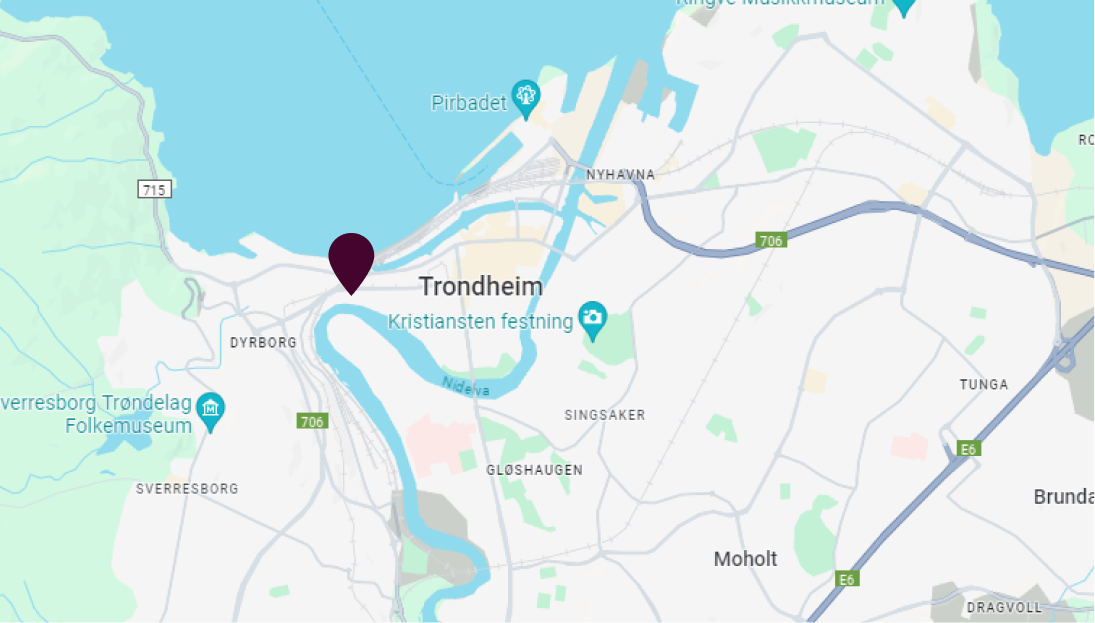 Ringve Musikkmuseum
Pirbadet
RO
NYHAVNA
715
706
Trondheim
Kristiansten festning
DYRBORG
Nidelva
TUNGA
verresborg Trøndelag
Folkemuseum
SINGSAKER
706
E6
GLØSHAUGEN
SVERRESBORG
Brunda
Moholt
E6
DRAGVOLL